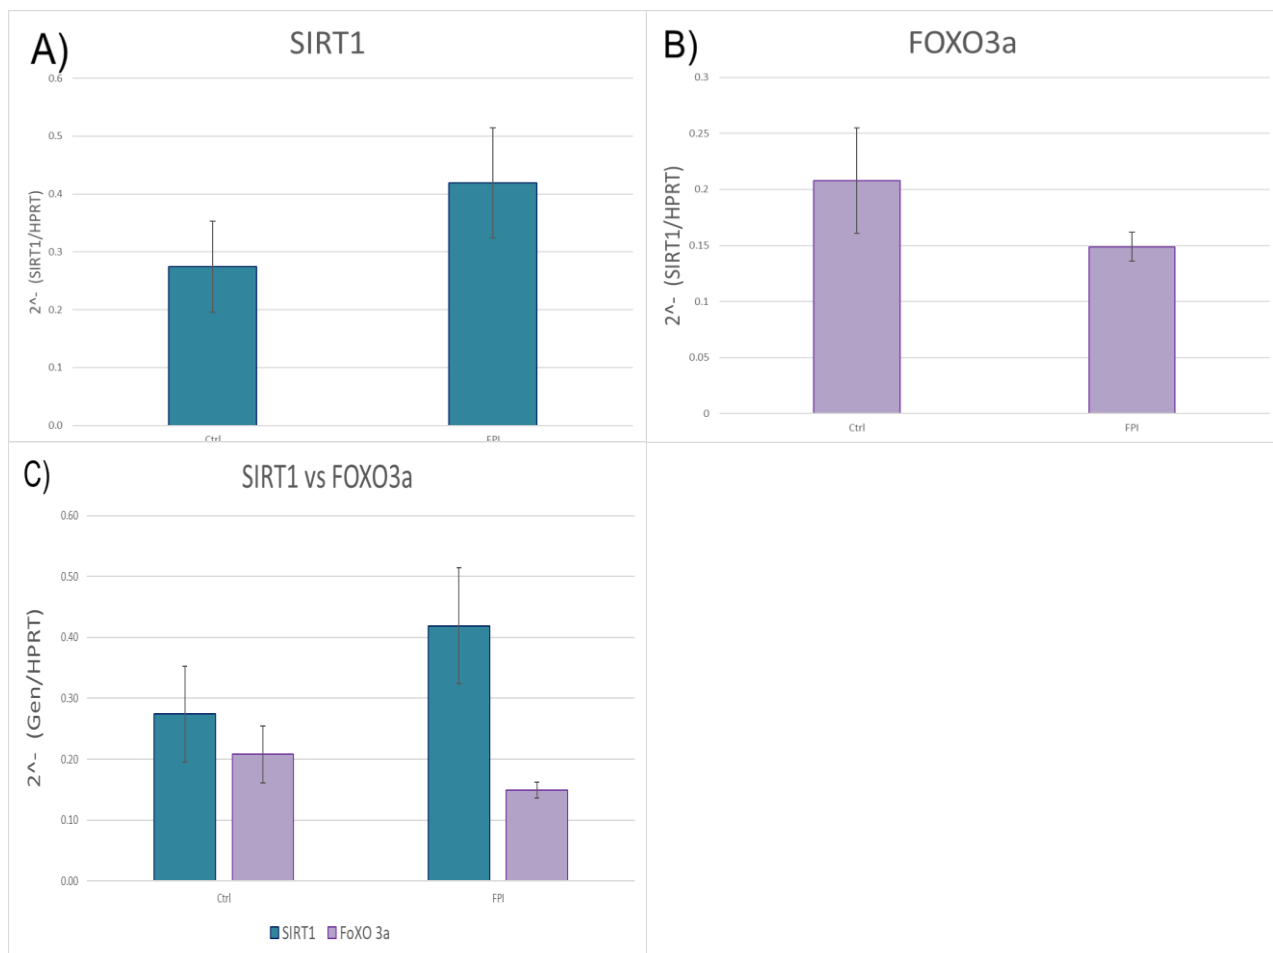 A)
SIRT1
0.6
0.5
0.4
0.3
0.2
0.1
0.0
2^- (SIRT1/HPRT)
Ctrl
FPI
B)
FOXO3a
0.3
0.25
0.2
0.15
0.1
0.05
0
2^- (SIRT1/HPRT)
Ctrl
FPI
C)
SIRT1 vs FOXO3a
0.60
0.50
0.40
0.30
0.20
0.10
0.00
2^- (Gen/HPRT)
Ctrl
FPI
SIRT1 FoXO 3a